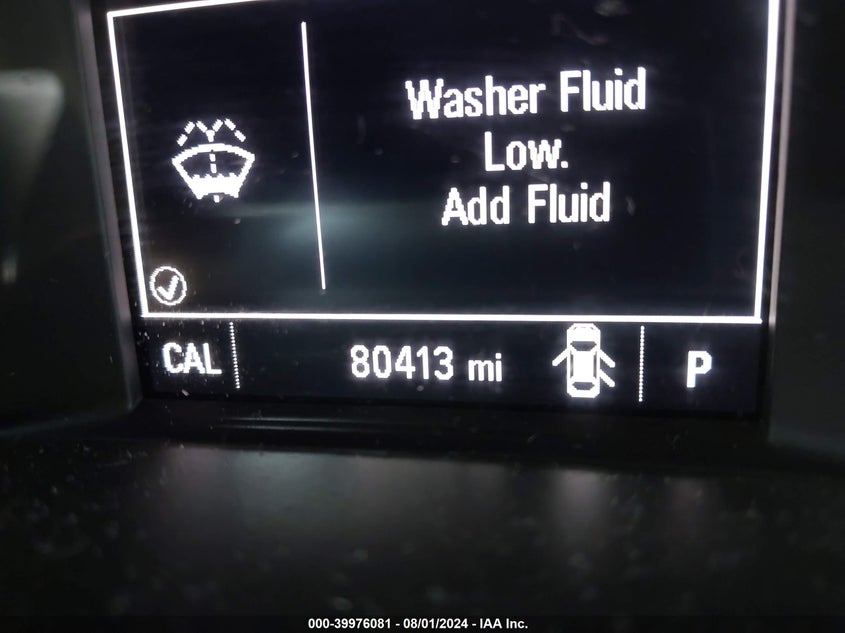 Washer Fluid
Low.
Add Fluid
CAL 80413 mi P
000-39976081 - 08/01/2024 - IAA Inc.